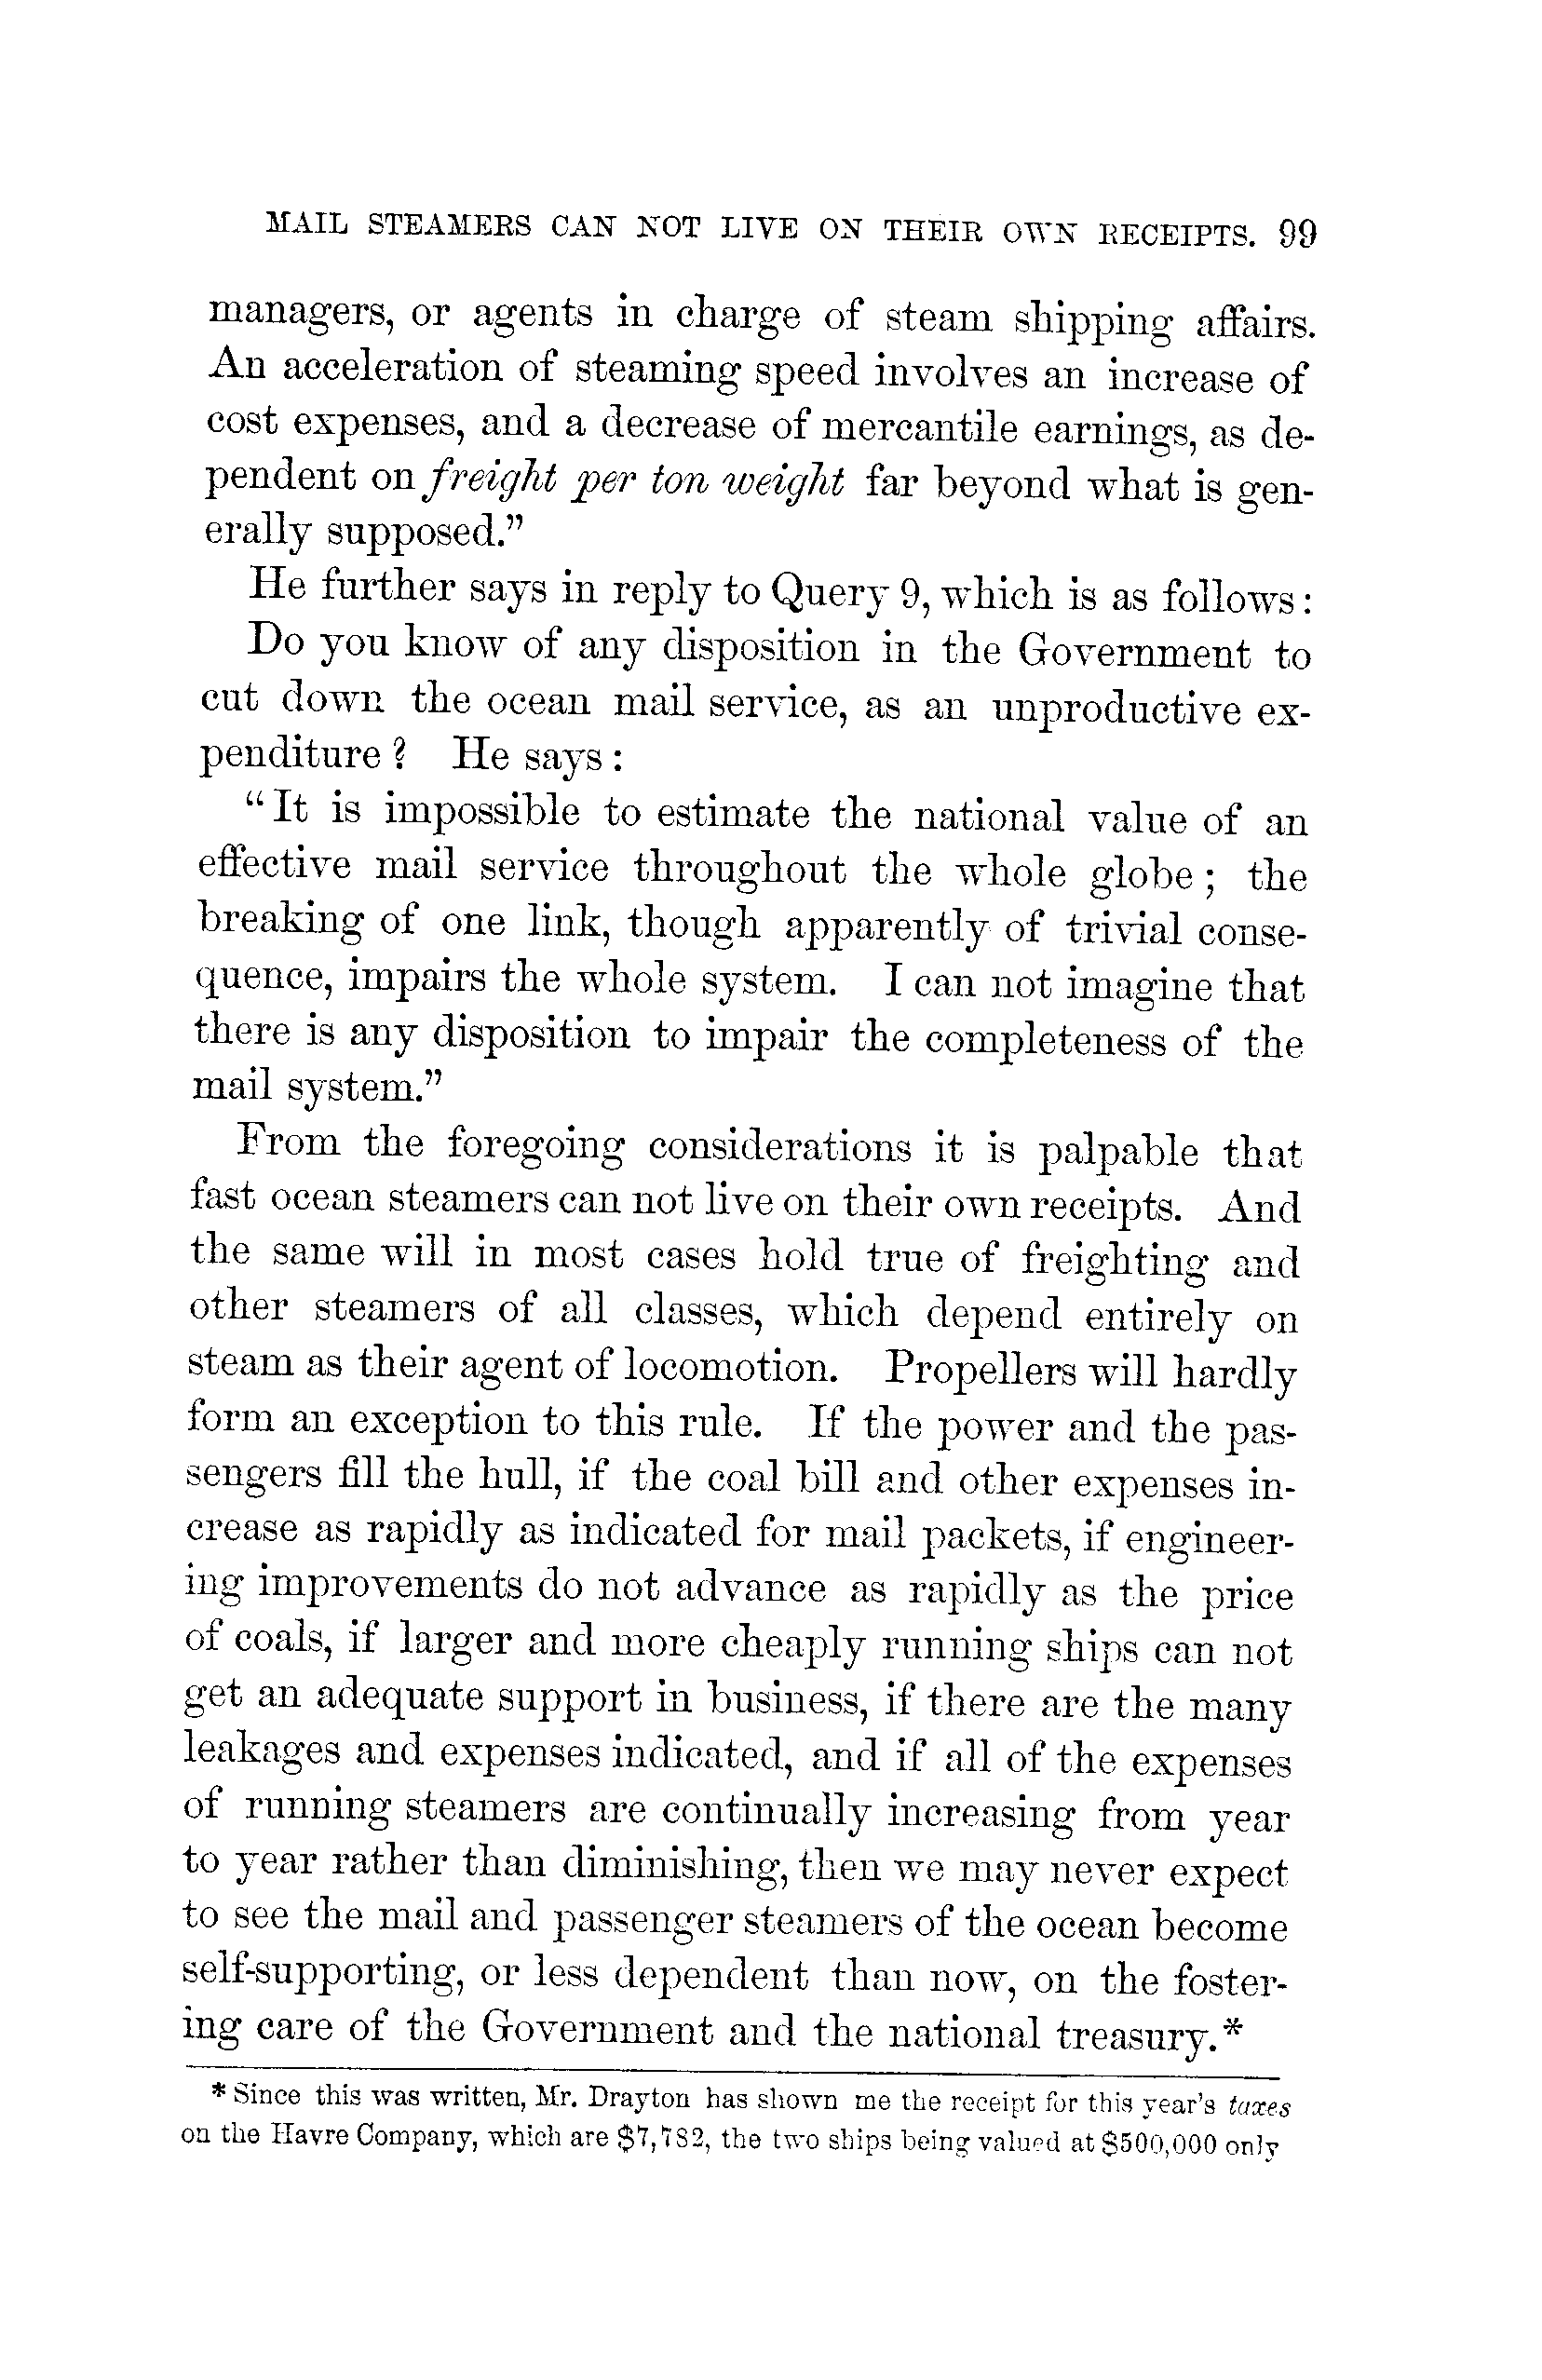 MAIL STEAMERS CAN NOT LIVE ON THEIR OWN RECEIPTS. 99
managers, or agents in charge of steam shipping affairs.
An acceleration of steaming speed involves an increase of
cost expenses, and a decrease of mercantile earnings, as de-
pendent on freight per ton weight far beyond what is gen-
erally supposed.”
He further says in reply to Query 9, which is as follows:
Do you know of any disposition in the Government to
cut down the ocean mail service, as an unproductive ex-
penditure? He says:
“It is impossible to estimate the national value of an
effective mail service throughout the whole globe; the
breaking of one link, though apparently of trivial conse-
quence, impairs the whole system. I can not imagine that
there is any disposition to impair the completeness of the
mail system.”
From the foregoing considerations it is palpable that
fast ocean steamers can not live on their own receipts. And
the same will in most cases hold true of freighting and
other steamers of all classes, which depend entirely on
steam as their agent of locomotion. Propellers will hardly
form an exception to this rule. If the power and the pas-
sengers fill the hull, if the coal bill and other expenses in-
crease as rapidly as indicated for mail packets, if engineer-
ing improvements do not advance as rapidly as the price
of coals, if larger and more cheaply running ships can not
get an adequate support in business, if there are the many
leakages and expenses indicated, and if all of the expenses
of running steamers are continually increasing from year
to year rather than diminishing, then we may never expect
to see the mail and passenger steamers of the ocean become
self-supporting, or less dependent than now, on the foster-
ing care of the Government and the national treasury.*
* Since this was written, Mr. Drayton has shown me the receipt for this year's taxes
on the Havre Company, which are $7,782, the two ships being valued at $500,000 only